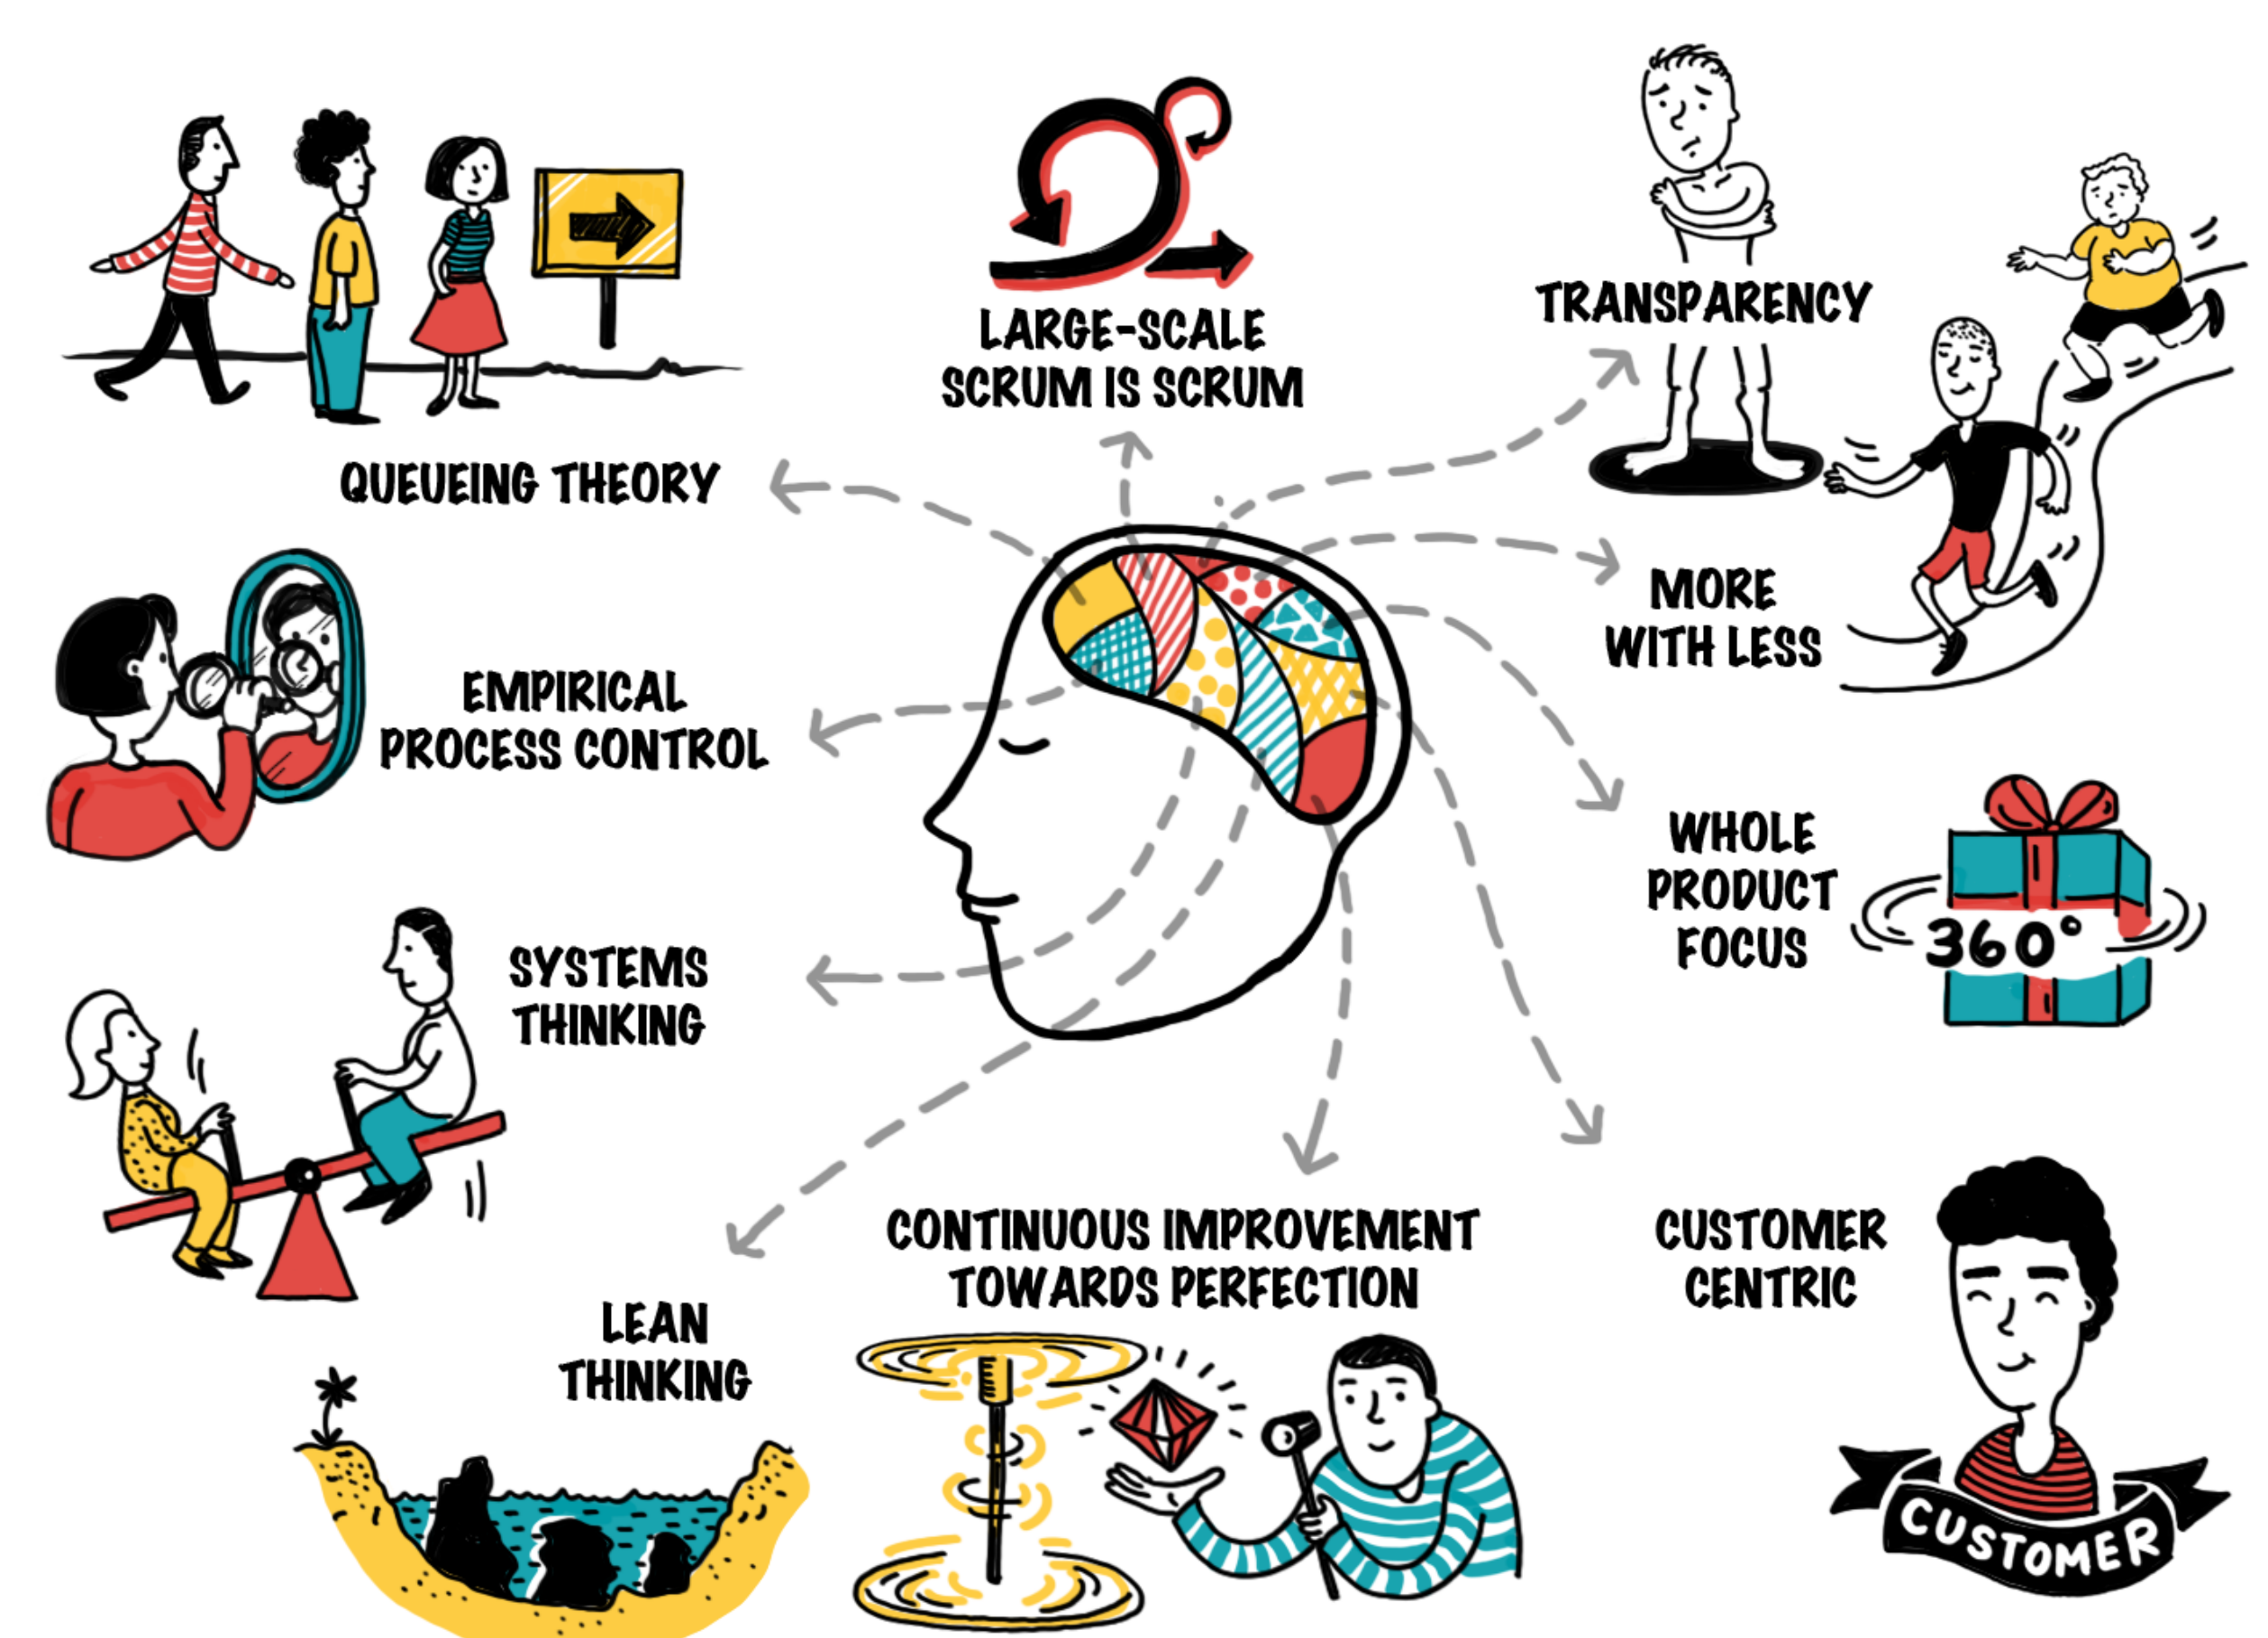 LARGE-SCALE
SCRUM IS SCRUM
TRANSPARENCY
QUEUEING THEORY
MORE
WITH LESS
EMPIRICAL
PROCESS CONTROL
WHOLE
PRODUCT
FOCUS
360°
SYSTEMS
THINKING
CONTINUOUS IMPROVEMENT
TOWARDS PERFECTION
CUSTOMER
CENTRIC
LEAN
THINKING
CUSTOMER